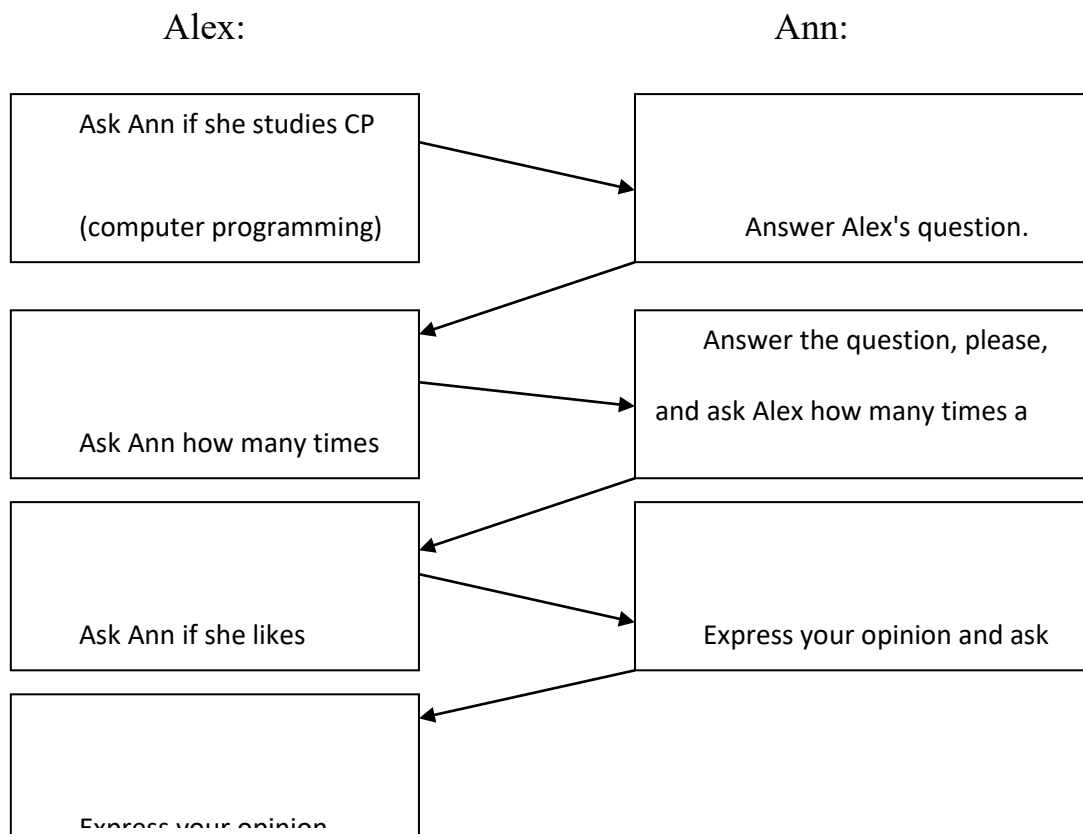 Alex:
Ann:
Ask Ann if she studies CP
(computer programming)
Answer Alex's question.
Ask Ann how many times
Answer the question, please,
and ask Alex how many times a
Ask Ann if she likes
Express your opinion and ask
Express your opinion